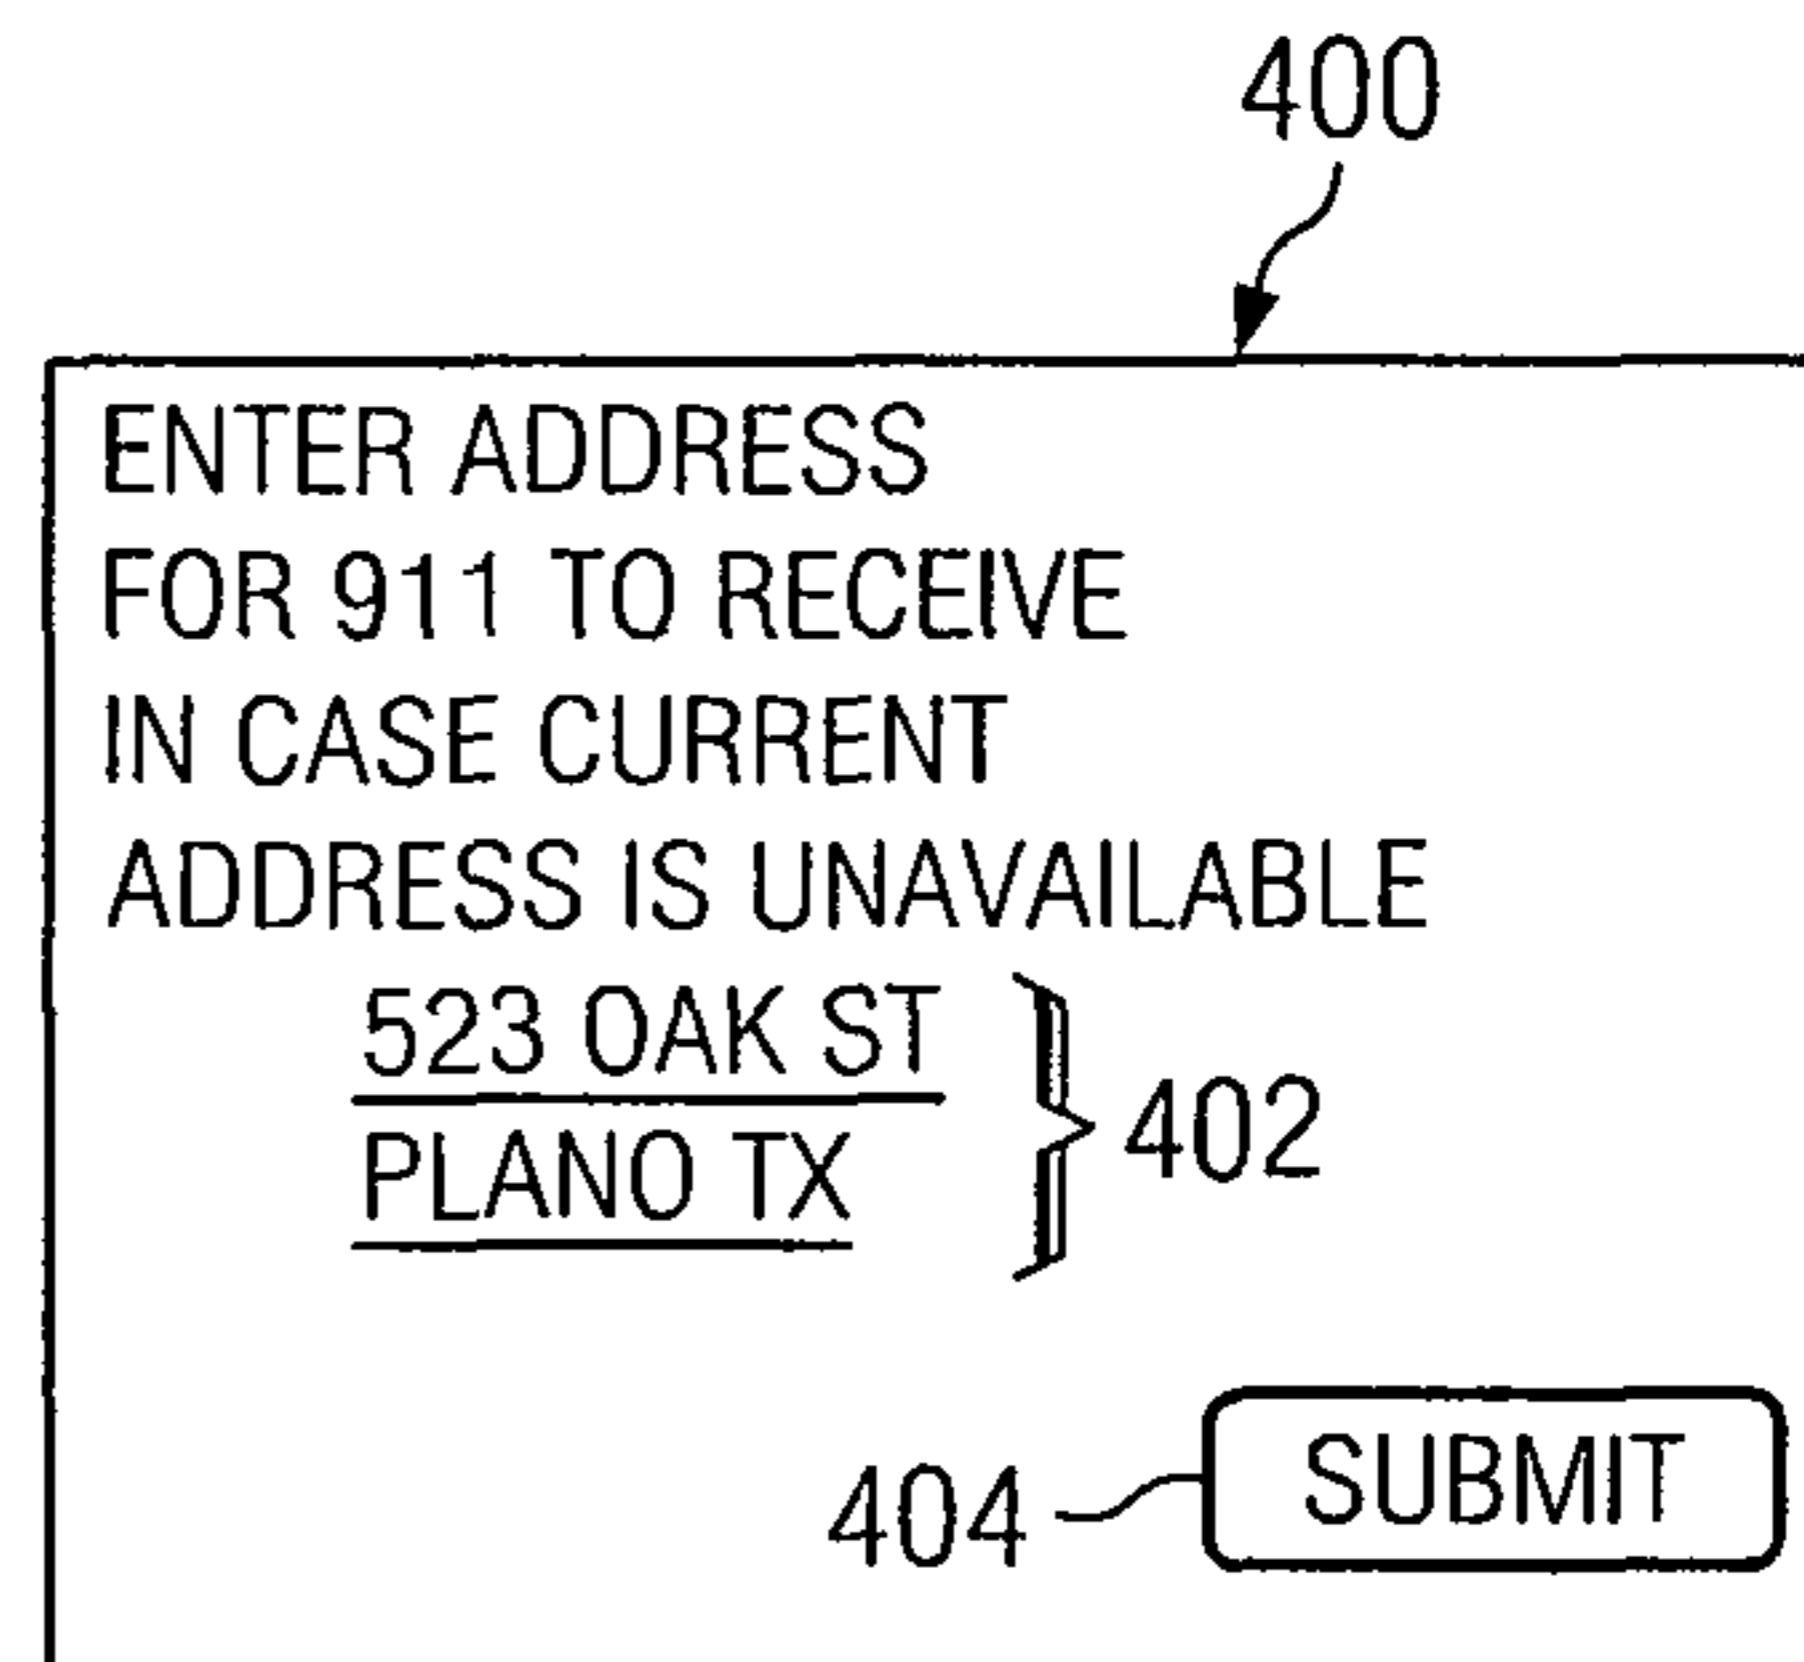 400
ENTER ADDRESS
FOR 911 TO RECEIVE
IN CASE CURRENT
ADDRESS IS UNAVAILABLE
523 OAK ST
PLANO TX
402
404
SUBMIT